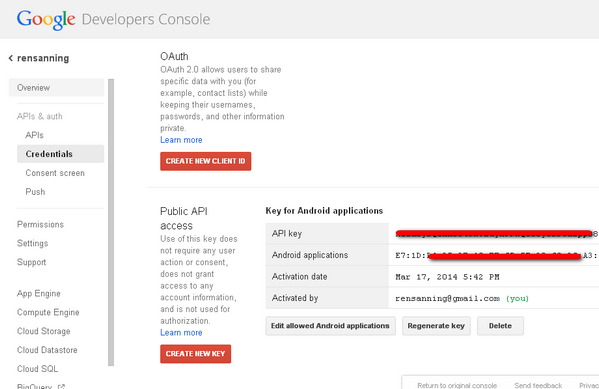 Google Developers Console
rensanning
Overview
APIs & auth
APIs
Credentials
Consent screen
Push
Permissions
Settings
Support
App Engine
Compute Engine
Cloud Storage
Cloud Datastore
Cloud SQL
BigQuery
OAuth
OAuth 2.0 allows users to share
specific data with you (for
example, contact lists) while
keeping their usernames,
passwords, and other information
private.
Learn more
CREATE NEW CLIENT ID
Public API
access
Use of this key does
not require any user
action or consent,
does not grant
access to any
account information,
and is not used for
authorization.
Learn more
CREATE NEW KEY
Key for Android applications
API key
Android applications E7:1D: A3:
Activation date Mar 17, 2014 5:42 PM
Activated by rensanning@gmail.com (you)
Edit allowed Android applications Regenerate key Delete
Return to original console Send feedback Privac